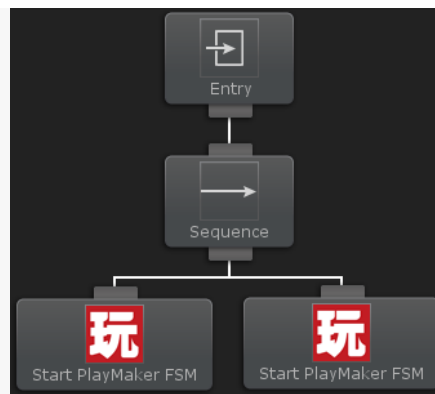 Entry
Sequence
玩
Start PlayMaker FSM
玩
Start PlayMaker FSM